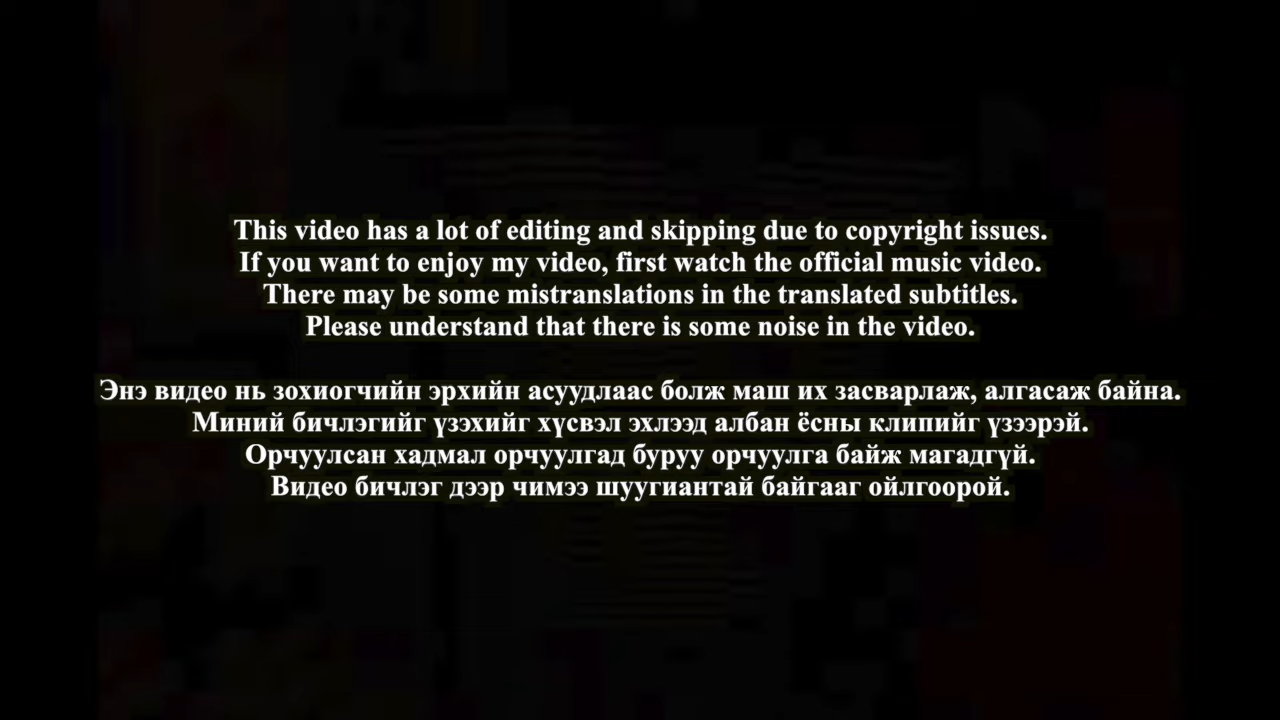 This video has a lot of editing and skipping due to copyright issues.
If you want to enjoy my video, first watch the official music video.
There may be some mistranslations in the translated subtitles.
Please understand that there is some noise in the video.
Энэ видео нь зохиогчийн эрхийн асуудлаас болж маш их засварлаж, алгасаж байна.
Миний бичлэгийг үзэхийг хүсвэл эхлээд албан ёсны клипийг үзээрэй.
Орчуулсан хадмал орчуулгад буруу орчуулга байж магадгүй.
Видео бичлэг дээр чимээ шуугиантай байгааг ойлгоорой.